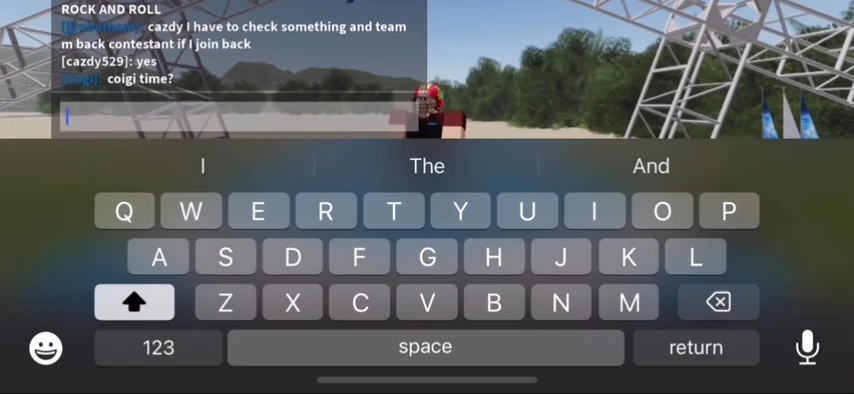 ROCK AND ROLL
cazdy I have to check something and team
m back contestant if I join back
[cazdy529]: yes
coigi time?
I The And
Q W E R T Y U I O P
A S D F G H J K L
Z X C V B N M
123 space return